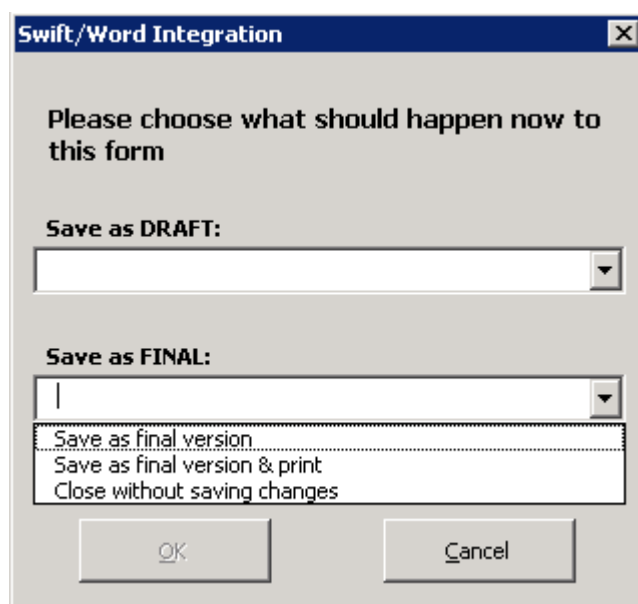 Swift/Word Integration
Please choose what should happen now to
this form
Save as DRAFT:
Save as FINAL:
Save as final version
Save as final version & print
Close without saving changes
OK
Cancel